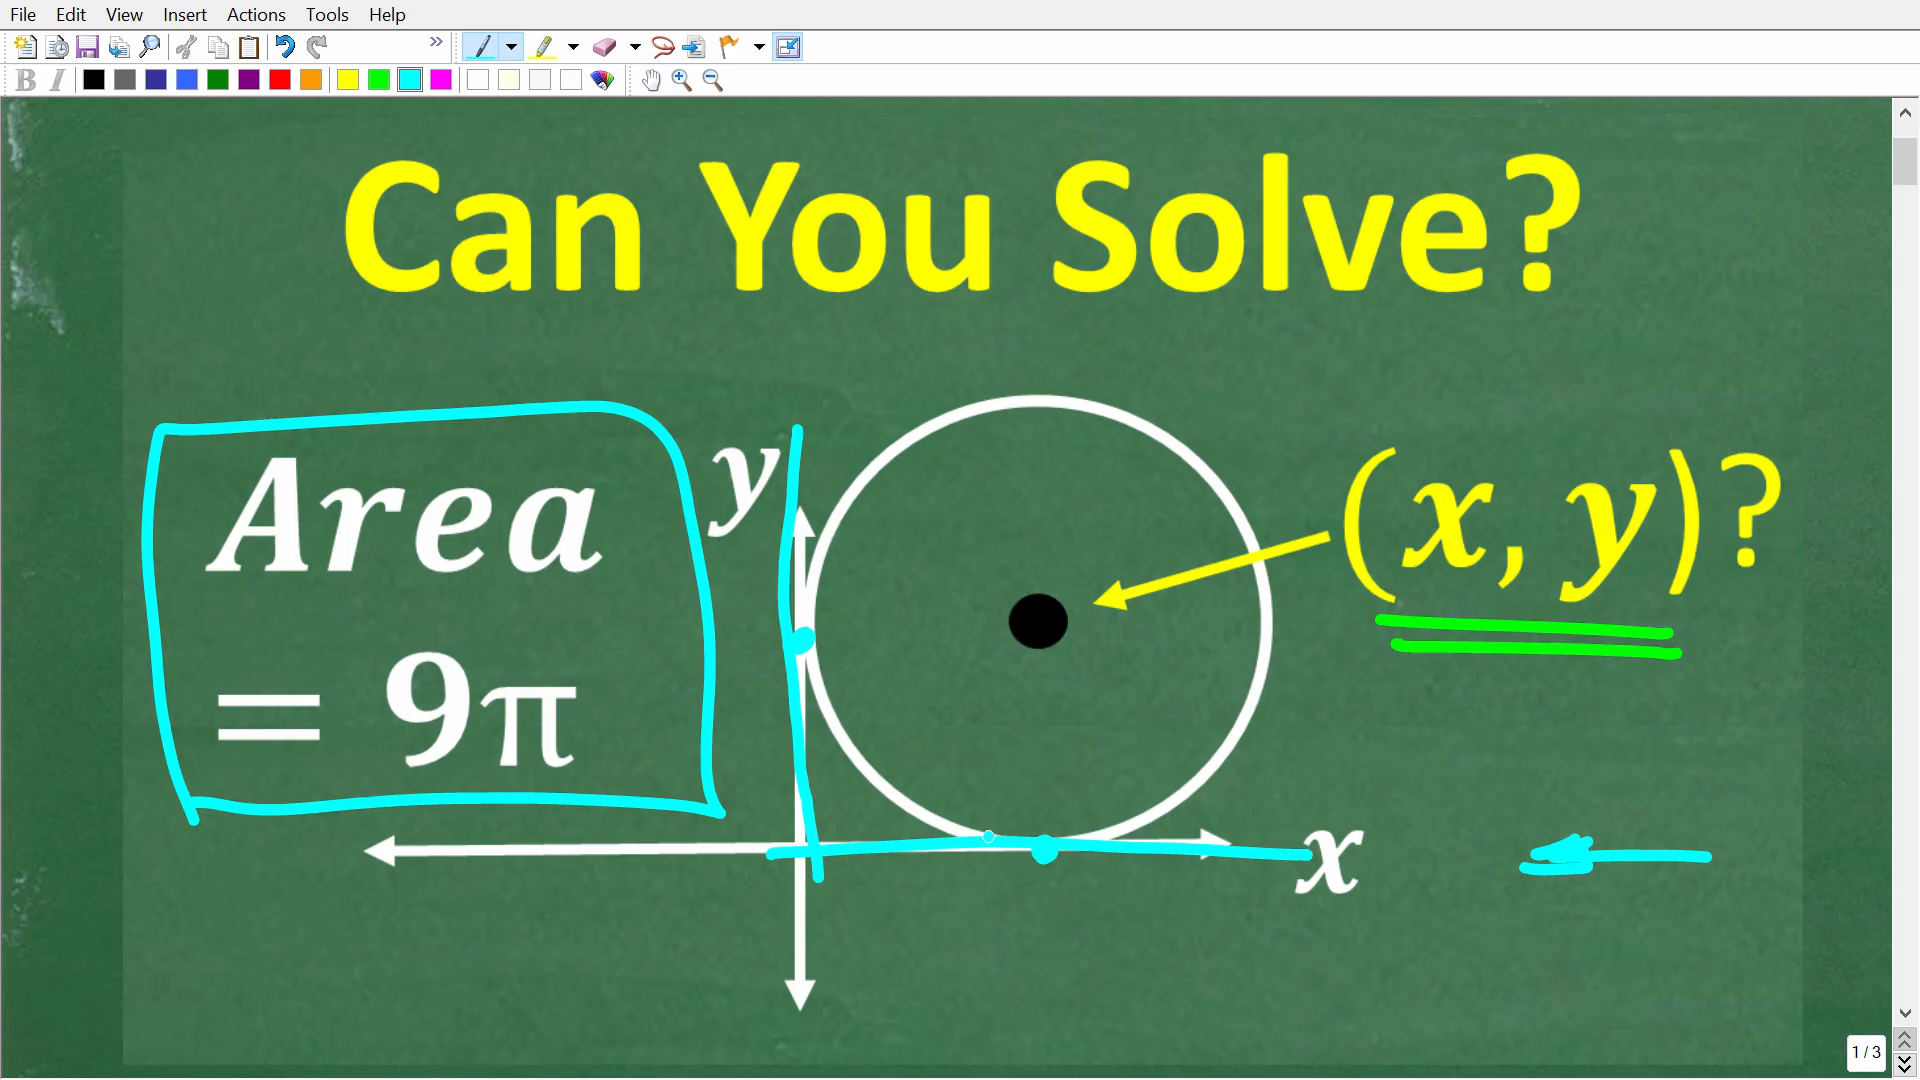 File Edit View Insert Actions Tools Help
B I
Can You Solve?
Area
= 9π
y
(x, y)?
x
1 / 3